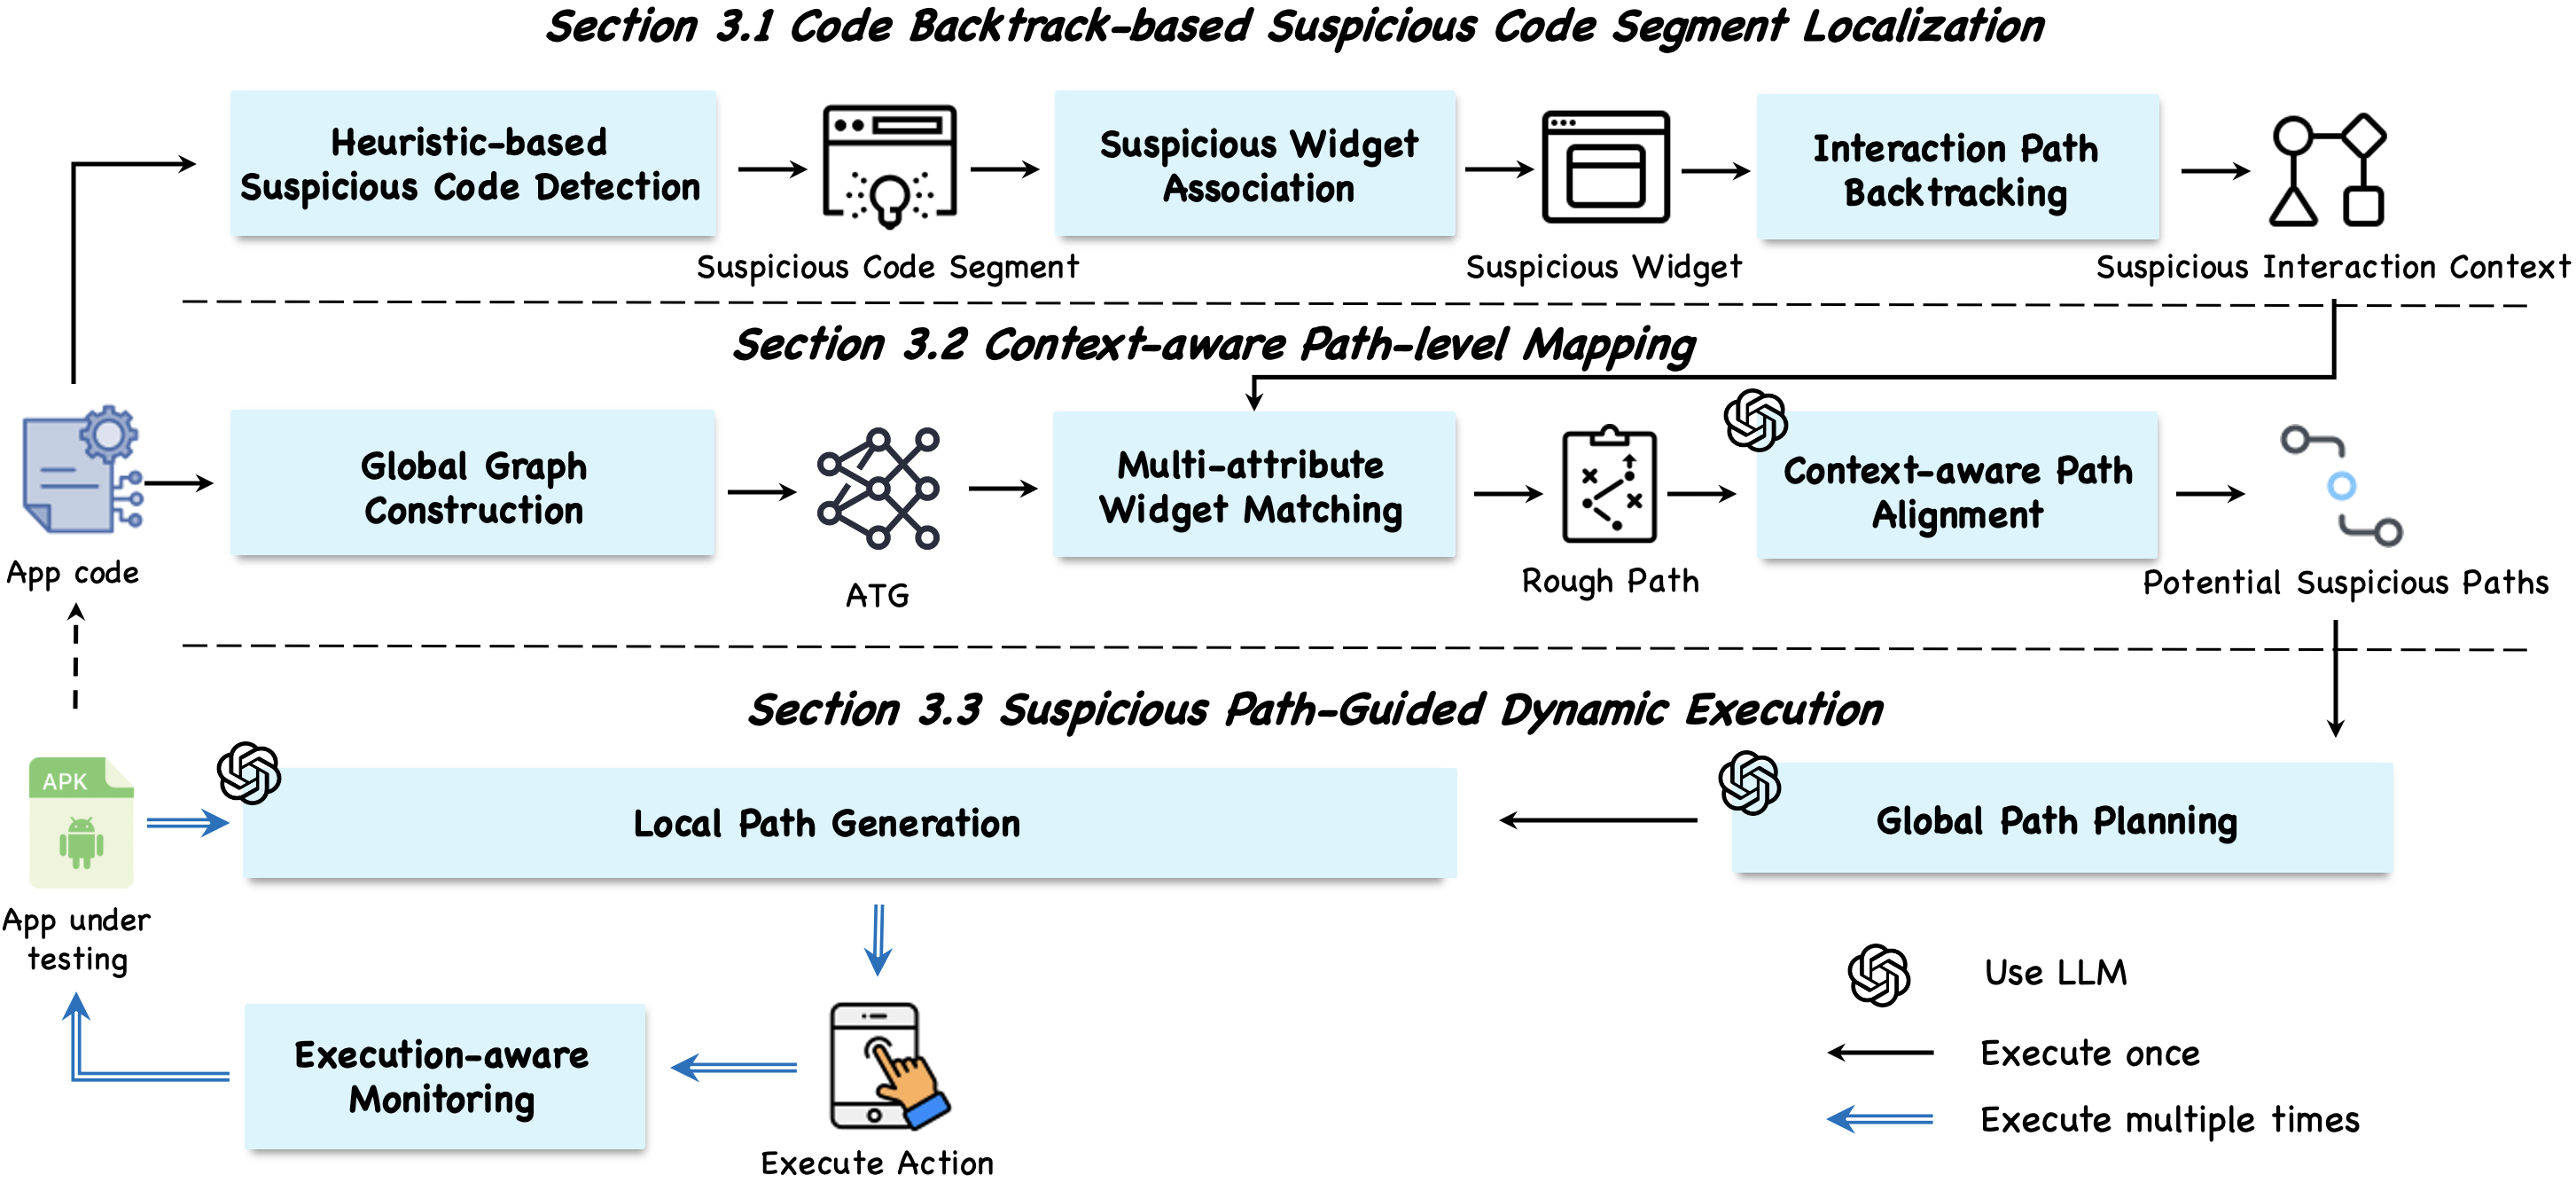 Section 3.1 Code Backtrack-based Suspicious Code Segment Localization
Heuristic-based
Suspicious Code Detection
Suspicious Code Segment
Suspicious Widget
Association
Suspicious Widget
Interaction Path
Backtracking
Suspicious Interaction Context
Section 3.2 Context-aware Path-level Mapping
App code
Global Graph
Construction
ATG
Multi-attribute
Widget Matching
Rough Path
Context-aware Path
Alignment
Potential Suspicious Paths
Section 3.3 Suspicious Path-Guided Dynamic Execution
APK
App under
testing
Local Path Generation
Global Path Planning
Execution-aware
Monitoring
Execute Action
Use LLM
Execute once
Execute multiple times